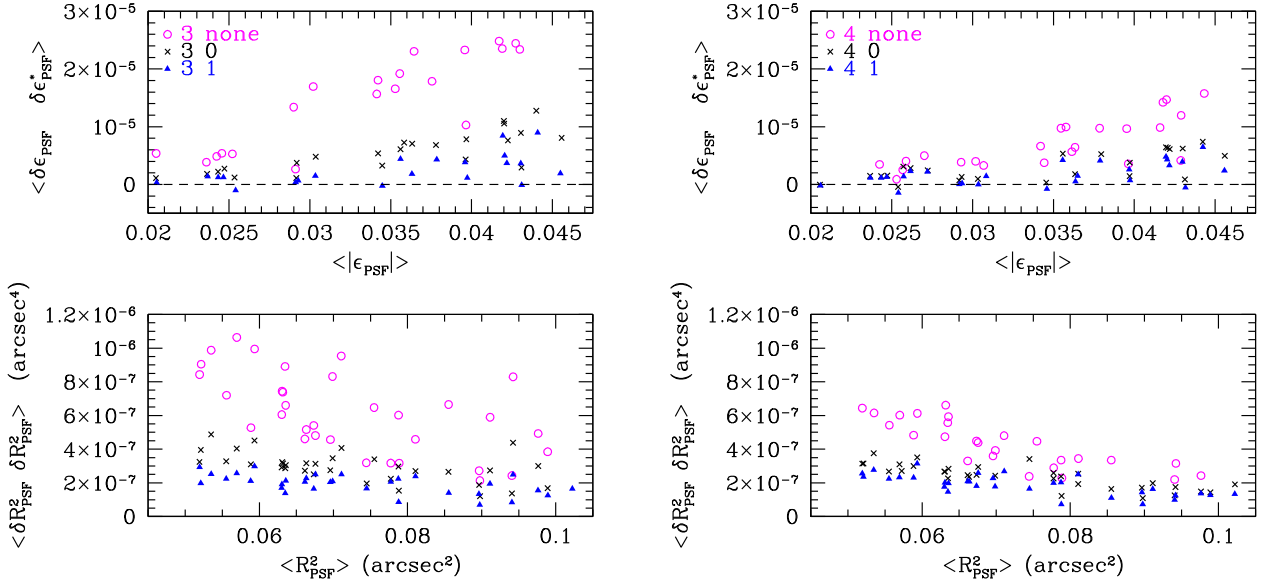 3×10⁻⁵
2×10⁻⁵
10⁻⁵
0
<δϵ_PSF δϵ*_PSF>
3 none
3 0
3 1
0.02 0.025 0.03 0.035 0.04 0.045
<|ϵ_PSF|>
3×10⁻⁵
2×10⁻⁵
10⁻⁵
0
<δϵ_PSF δϵ*_PSF>
4 none
4 0
4 1
0.02 0.025 0.03 0.035 0.04 0.045
<|ϵ_PSF|>
1.2×10⁻⁶
10⁻⁶
8×10⁻⁷
6×10⁻⁷
4×10⁻⁷
2×10⁻⁷
0
<δR²_PSF δR²_PSF> (arcsec⁴)
0.06 0.08 0.1
<R²_PSF> (arcsec²)
1.2×10⁻⁶
10⁻⁶
8×10⁻⁷
6×10⁻⁷
4×10⁻⁷
2×10⁻⁷
0
<δR²_PSF δR²_PSF> (arcsec⁴)
0.06 0.08 0.1
<R²_PSF> (arcsec²)